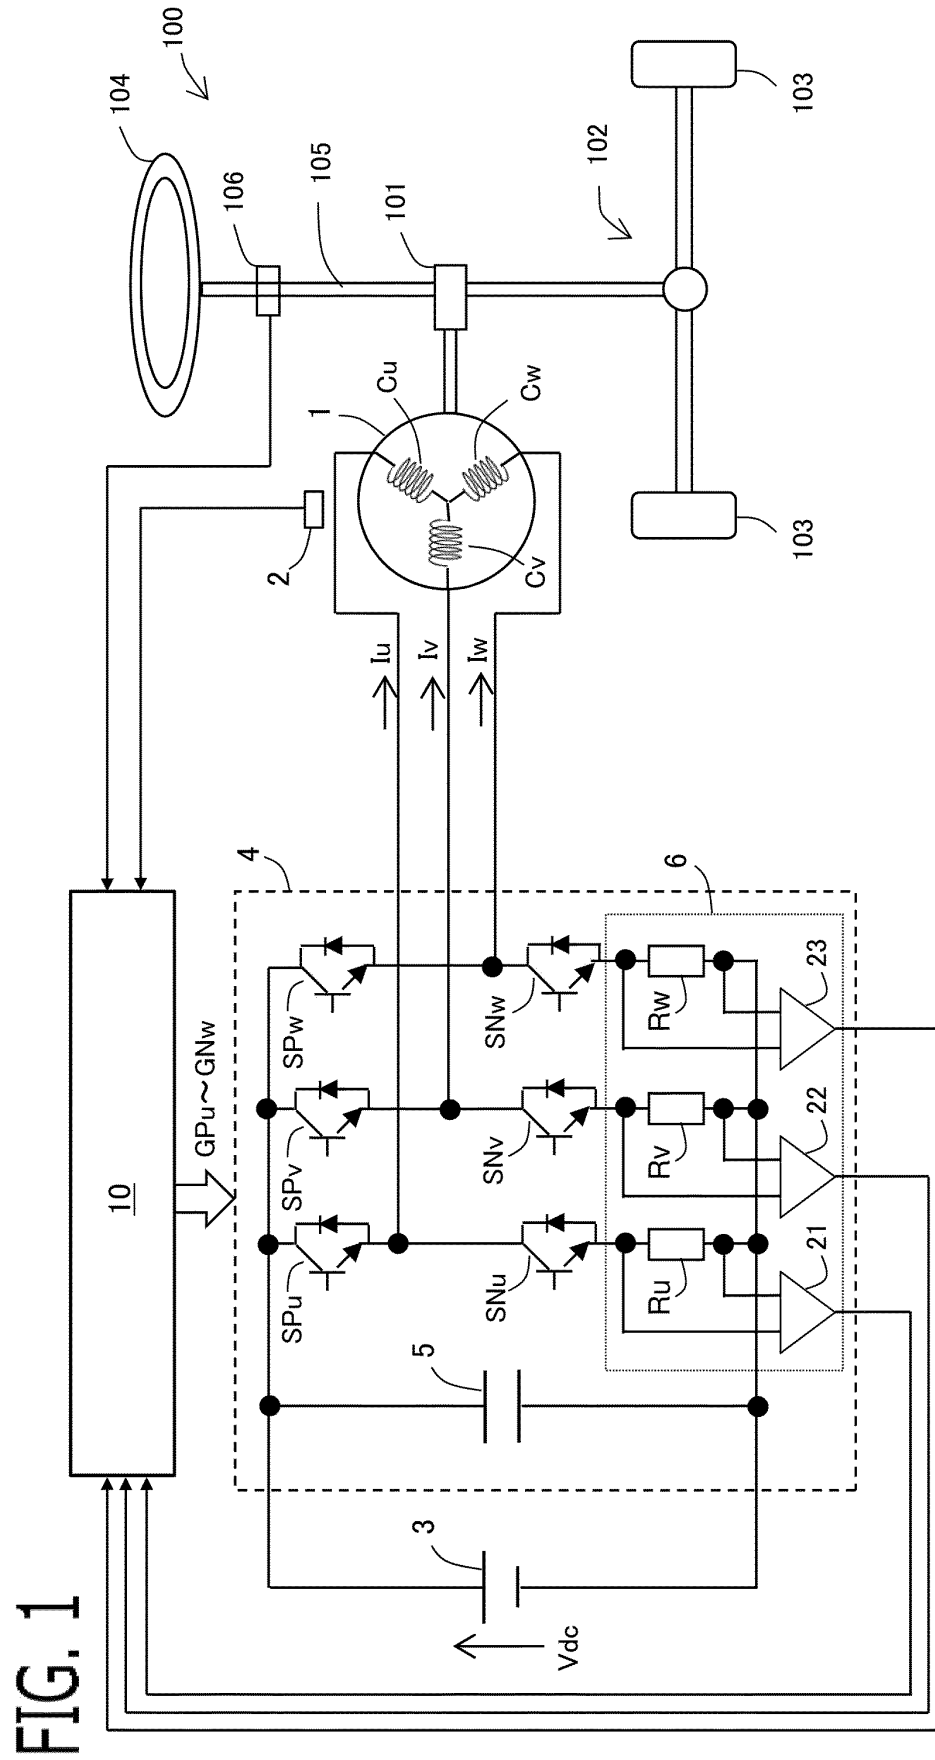 FIG. 1
100
104
106
105
101
102
103
103
1
Cu
Cw
Cv
2
Iu
Iv
Iw
10
GPu～GNw
4
SPw
SPv
SPu
SNw
SNv
SNu
6
Rw
Rv
Ru
23
22
21
5
3
Vdc